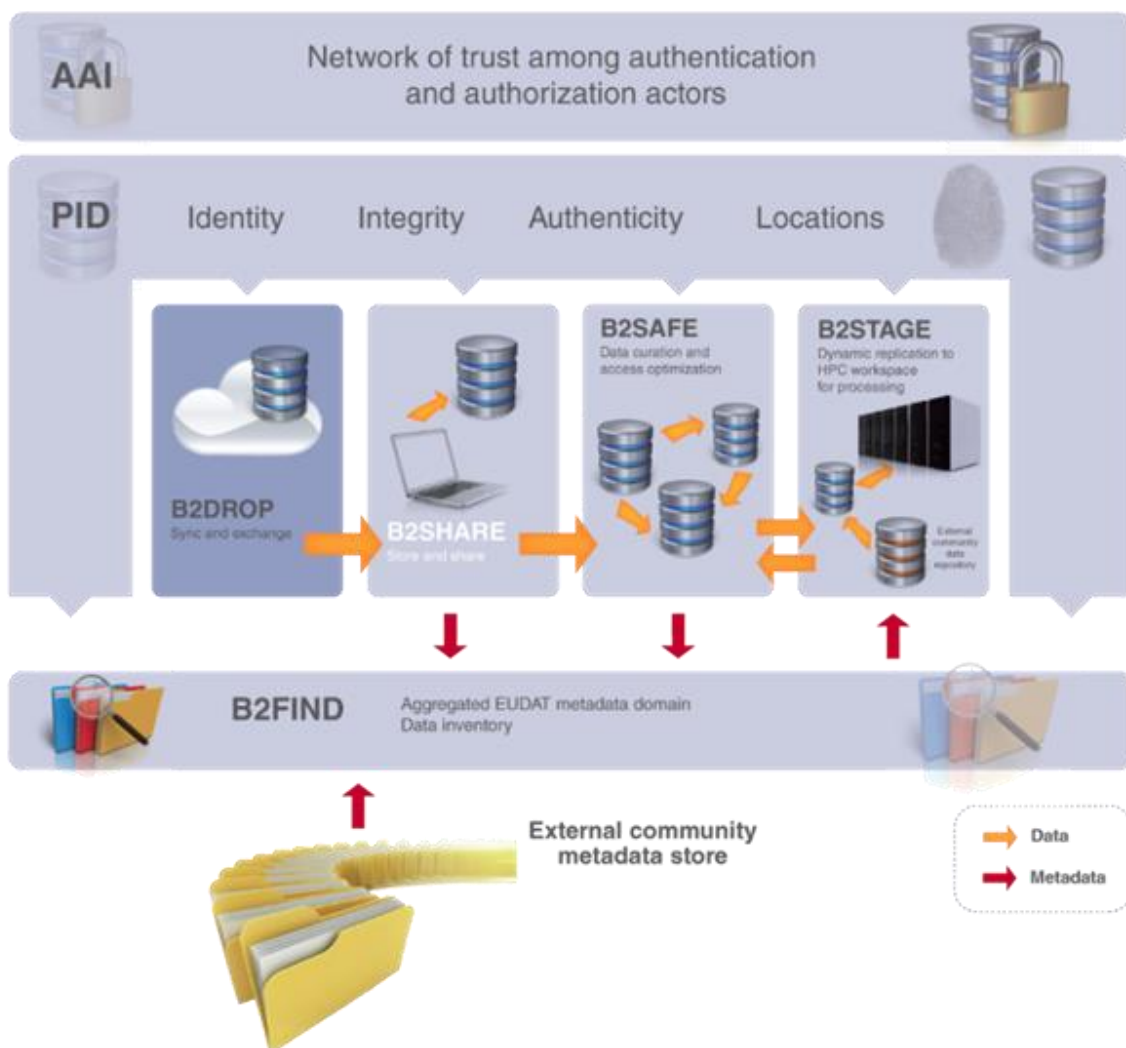 AAI
Network of trust among authentication
and authorization actors
PID
Identity
Integrity
Authenticity
Locations
B2DROP
Sync and exchange
B2SHARE
Store and share
B2SAFE
Data curation and
access optimization
B2STAGE
Dynamic replication to
HPC workspace
for processing
External
community
data
repository
B2FIND
Aggregated EUDAT metadata domain
Data inventory
External community
metadata store
Data
Metadata